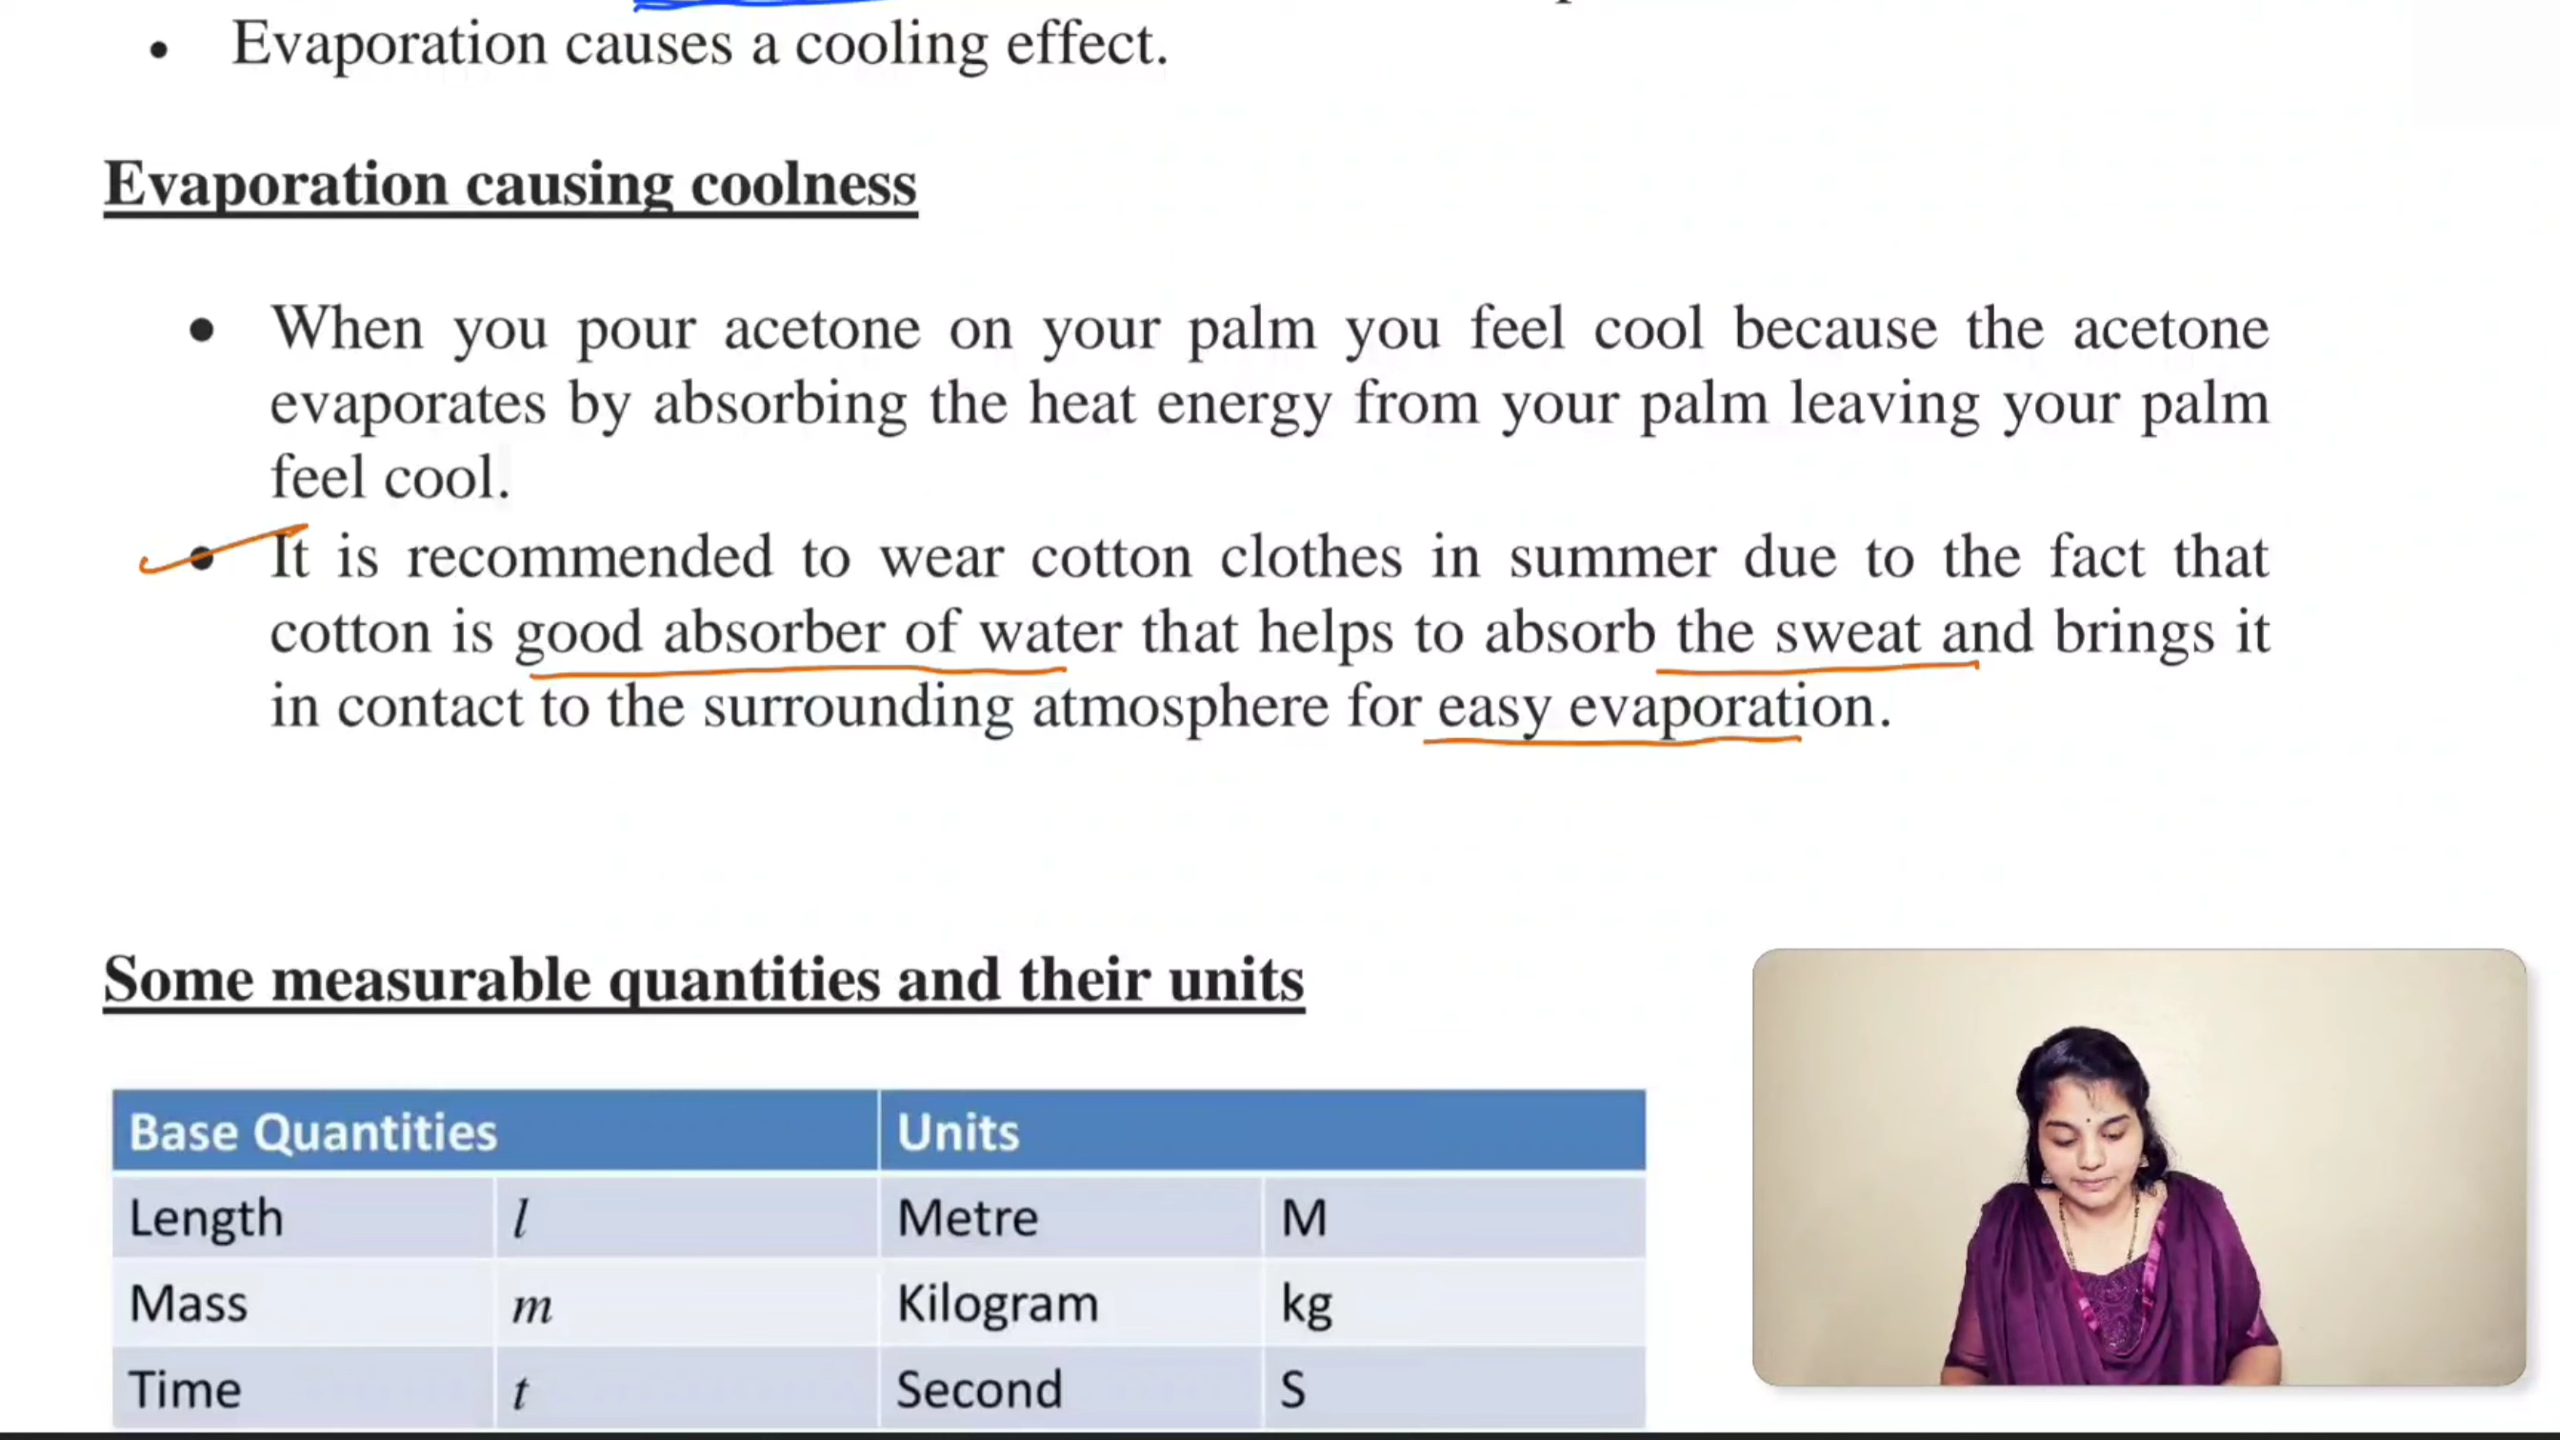 • Evaporation causes a cooling effect.
Evaporation causing coolness
• When you pour acetone on your palm you feel cool because the acetone
evaporates by absorbing the heat energy from your palm leaving your palm
feel cool.
• It is recommended to wear cotton clothes in summer due to the fact that
cotton is good absorber of water that helps to absorb the sweat and brings it
in contact to the surrounding atmosphere for easy evaporation.
Some measurable quantities and their units
Base Quantities Units
Length l Metre M
Mass m Kilogram kg
Time t Second S